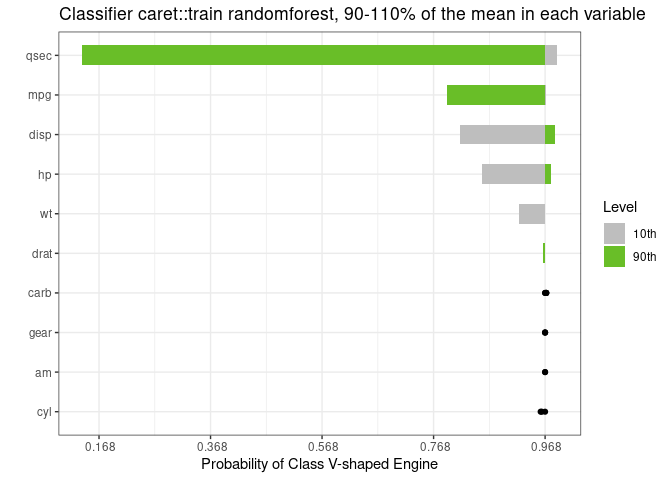 Classifier caret::train randomforest, 90-110% of the mean in each variable
qsec
mpg
disp
hp
wt
drat
carb
gear
am
cyl
0.168 0.368 0.568 0.768 0.968
Probability of Class V-shaped Engine
Level
10th
90th